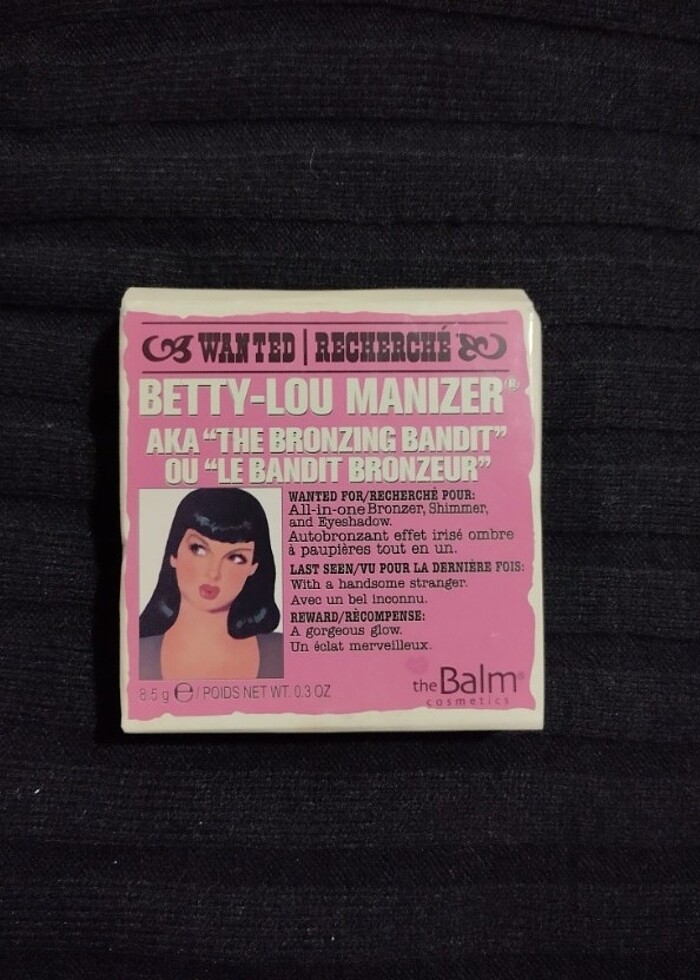 WANTED | RECHERCHÉ
BETTY-LOU MANIZER®
AKA "THE BRONZING BANDIT"
OU "LE BANDIT BRONZEUR"
WANTED FOR/RECHERCHÉ POUR:
All-in-one Bronzer, Shimmer,
and Eyeshadow.
Autobronzant effet irisé ombre
à paupières tout en un.
LAST SEEN/VU POUR LA DERNIÈRE FOIS:
With a handsome stranger.
Avec un bel inconnu.
REWARD/RÈCOMPENSE:
A gorgeous glow.
Un éclat merveilleux.
8.5 g ℮ / POIDS NET WT. 0.3 OZ
theBalm®
cosmetics